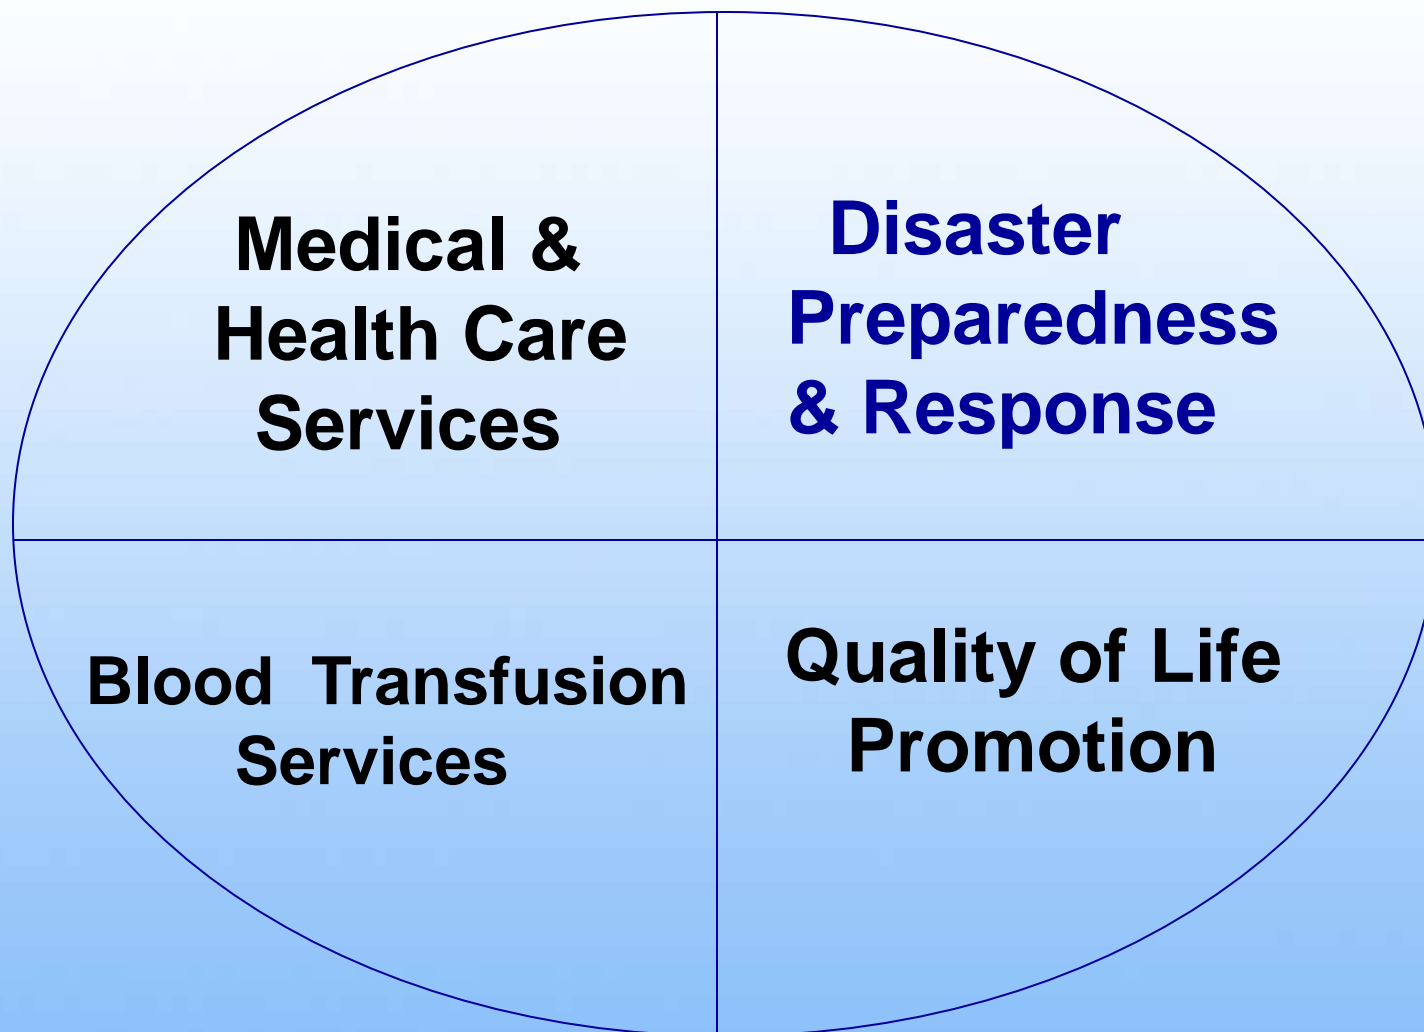 Medical &
Health Care
Services
Disaster
Preparedness
& Response
Blood Transfusion
Services
Quality of Life
Promotion